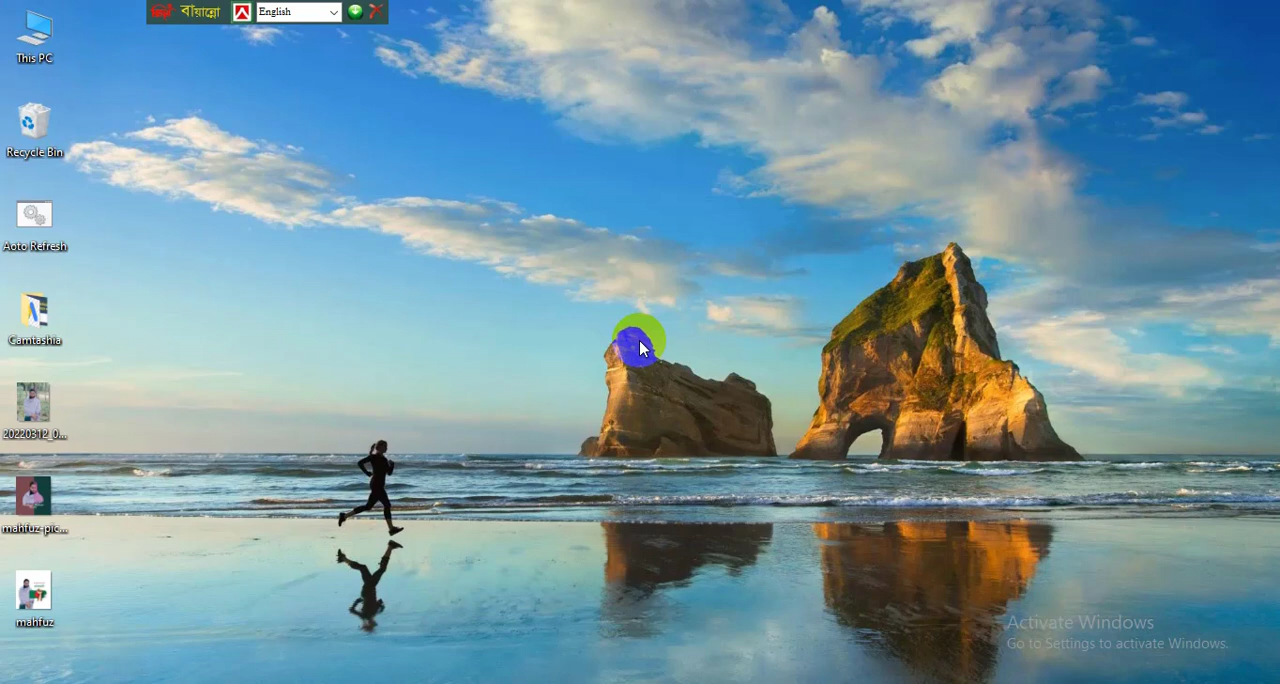 বায়ান্নো
English
This PC
Recycle Bin
Aoto Refresh
Camtashia
20220312_0...
mahfuz-pic...
mahfuz
Activate Windows
Go to Settings to activate Windows.